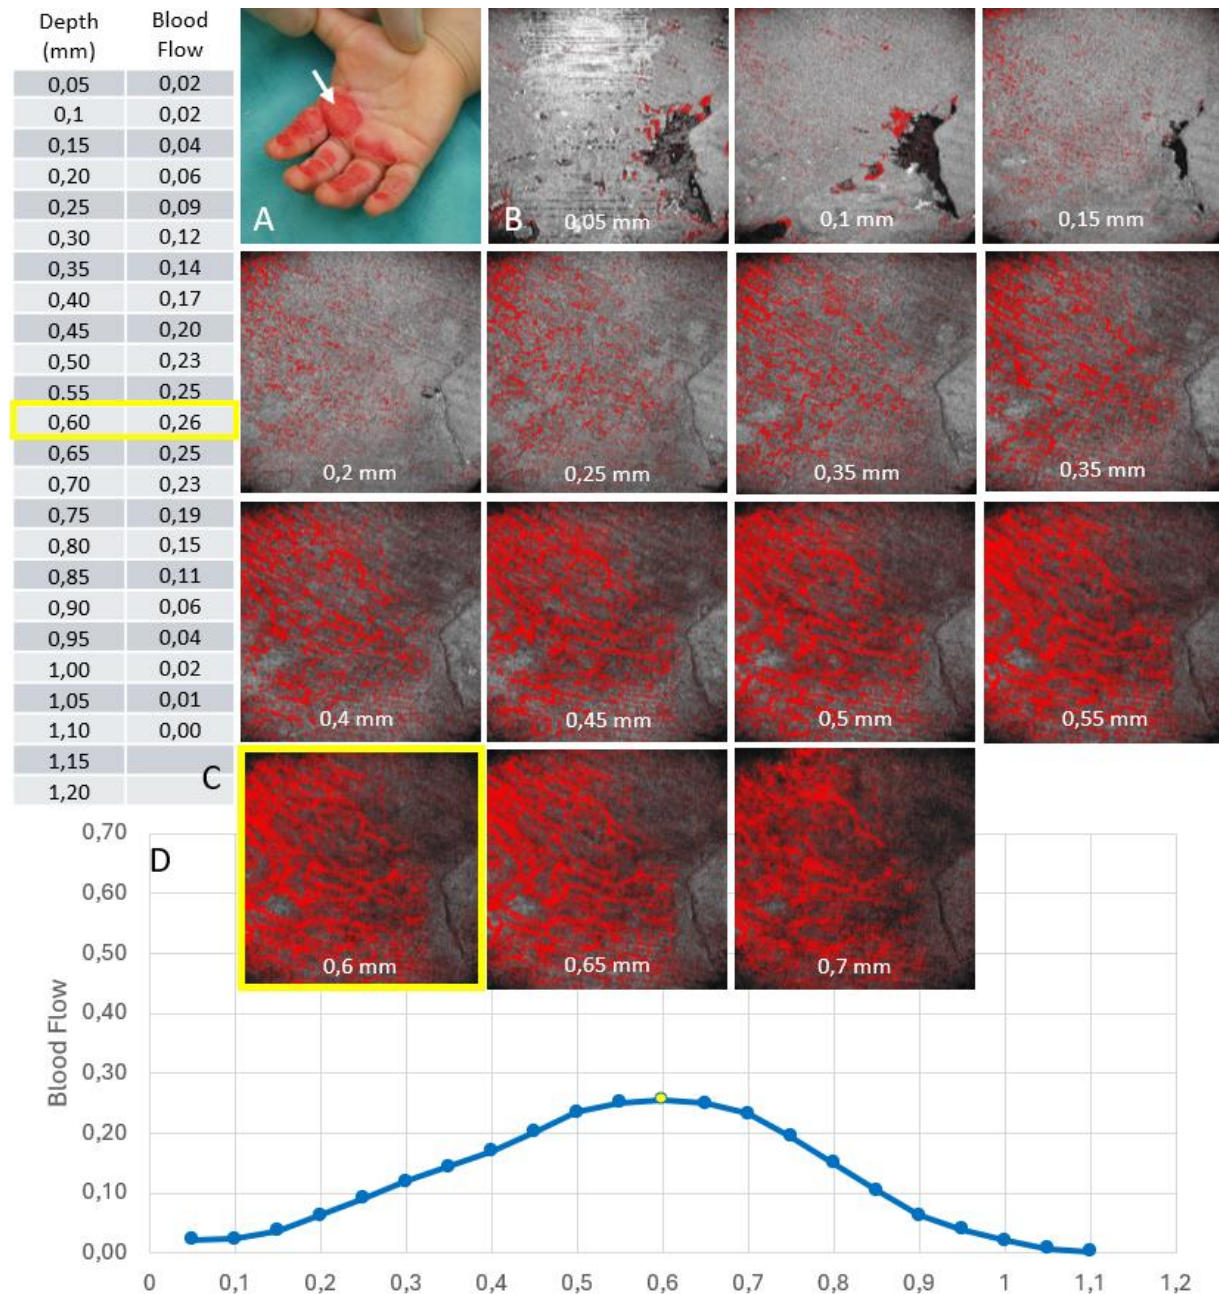 Depth Blood
(mm) Flow
0,05 0,02
0,1 0,02
0,15 0,04
0,20 0,06
0,25 0,09
0,30 0,12
0,35 0,14
0,40 0,17
0,45 0,20
0,50 0,23
0,55 0,25
0,60 0,26
0,65 0,25
0,70 0,23
0,75 0,19
0,80 0,15
0,85 0,11
0,90 0,06
0,95 0,04
1,00 0,02
1,05 0,01
1,10 0,00
1,15
1,20
A
B
0,05 mm
0,1 mm
0,15 mm
0,2 mm
0,25 mm
0,35 mm
0,35 mm
0,4 mm
0,45 mm
0,5 mm
0,55 mm
C
0,6 mm
0,65 mm
0,7 mm
D
Blood Flow
0,70
0,60
0,50
0,40
0,30
0,20
0,10
0,00
0 0,1 0,2 0,3 0,4 0,5 0,6 0,7 0,8 0,9 1 1,1 1,2